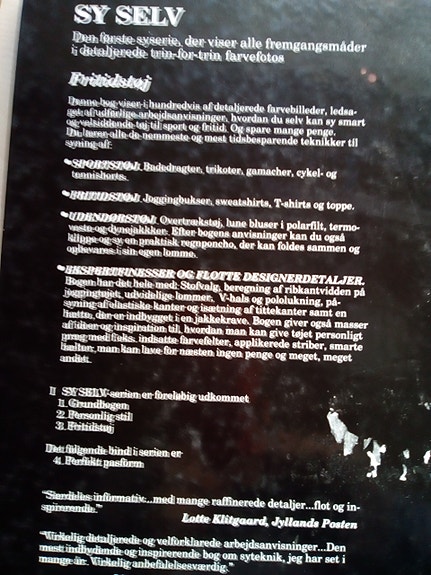 SY SELV
Den første syserie, der viser alle fremgangsmåder
i detaljerede trin-for-trin farvefotos
Fritidstøj
Denne bog viser i hundredvis af detaljerede farvebilleder, ledsa-
get af udførlige arbejdsanvisninger, hvordan du selv kan sy smart
og velsiddende tøj til sport og fritid. Og spare mange penge.
Du lærer alle de nemmeste og mest tidsbesparende teknikker til
syning af:
• SPORTSTØJ. Badedragter, trikoter, gamacher, cykel- og
tennisshorts.
• FRITIDSTØJ. Joggingbukser, sweatshirts, T-shirts og toppe.
• UDENDØRSTØJ. Overtrækstøj, lune bluser i polarfilt, termo-
veste og dynejakkker. Efter bogens anvisninger kan du også
klippe og sy en praktisk regnponcho, der kan foldes sammen og
opbevares i sin egen lomme.
• EKSPERTFINESSER OG FLOTTE DESIGNERDETALJER.
Bogen har det hele med: Stofvalg, beregning af ribkantvidden på
joggingtøjet, udvidelige lommer, V-hals og pololukning, på-
syning af elastiske kanter og isætning af tittekanter samt en
hætte, der er indbygget i en jakkekrave. Bogen giver også masser
af ideer og inspiration til, hvordan man kan give tøjet personligt
præg med f.eks. indsatte farvefelter, applikerede striber, smarte
bælter, man kan lave for næsten ingen penge og meget, meget
andet.
I SY SELV-serien er foreløbig udkommet
1. Grundbogen
2. Personlig stil
3. Fritidstøj
Det følgende bind i serien er
4. Perfekt pasform
"Særdeles informativ...med mange raffinerede detaljer...flot og in-
spirerende."
Lotte Klitgaard, Jyllands Posten
"Virkelig detaljerede og velforklarede arbejdsanvisninger...Den
mest indbydende og inspirerende bog om syteknik, jeg har set i
mange år. Virkelig anbefalelsesværdig."